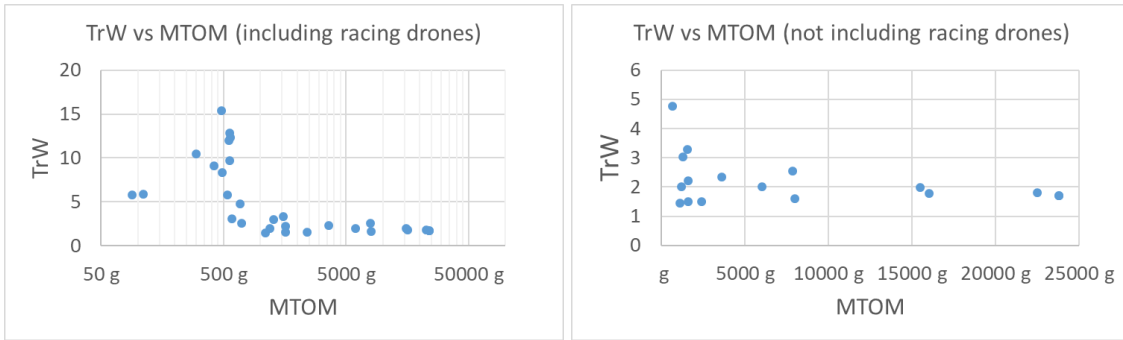 TrW vs MTOM (including racing drones)
20
15
10
5
0
50 g 500 g 5000 g 50000 g
TrW
MTOM
TrW vs MTOM (not including racing drones)
6
5
4
3
2
1
0
g 5000 g 10000 g 15000 g 20000 g 25000 g
TrW
MTOM